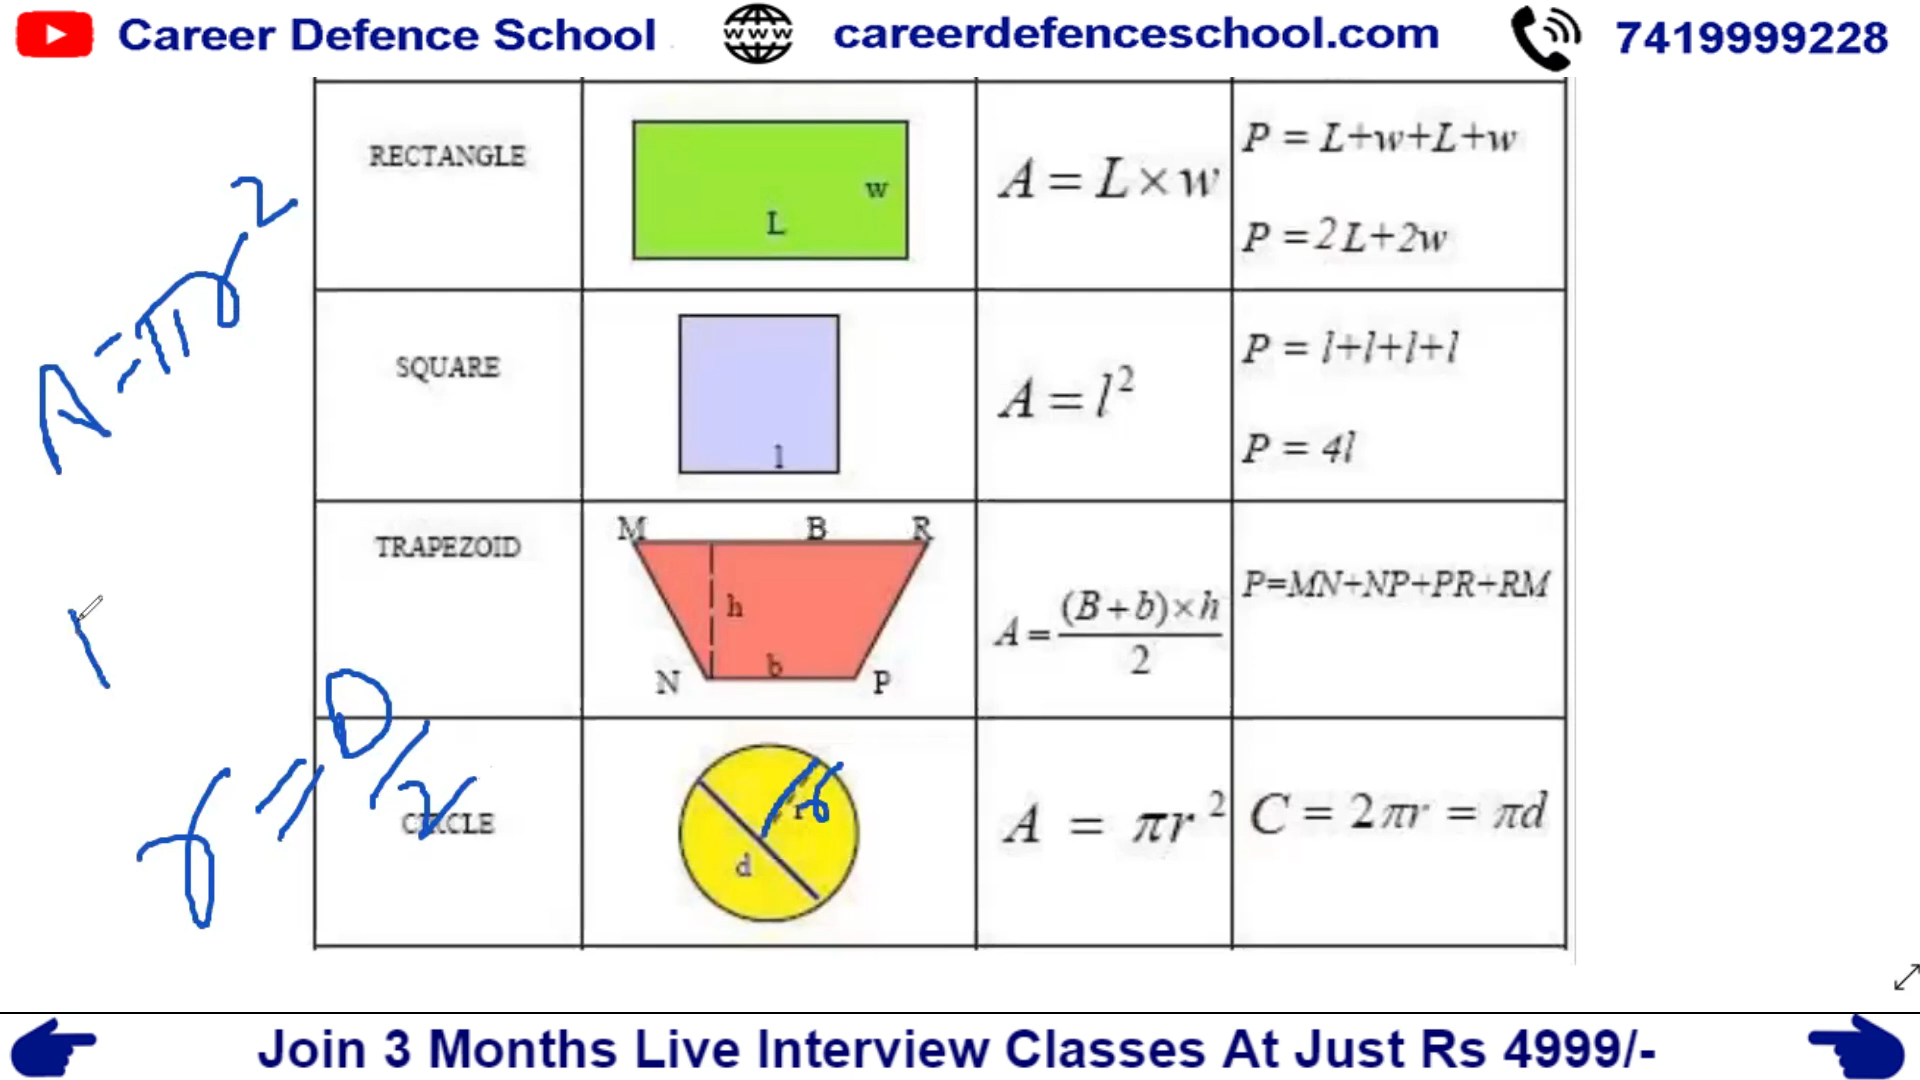 Career Defence School
WWW
careerdefenceschool.com
7419999228
RECTANGLE
w
L
A = L × w
P = L+w+L+w
P = 2L+2w
A = πr²
SQUARE
l
A = l²
P = l+l+l+l
P = 4l
TRAPEZOID
M B R
h
b
N P
A = (B+b)×h / 2
P=MN+NP+PR+RM
r = D/2
CIRCLE
r r
d
A = πr²
C = 2πr = πd
Join 3 Months Live Interview Classes At Just Rs 4999/-